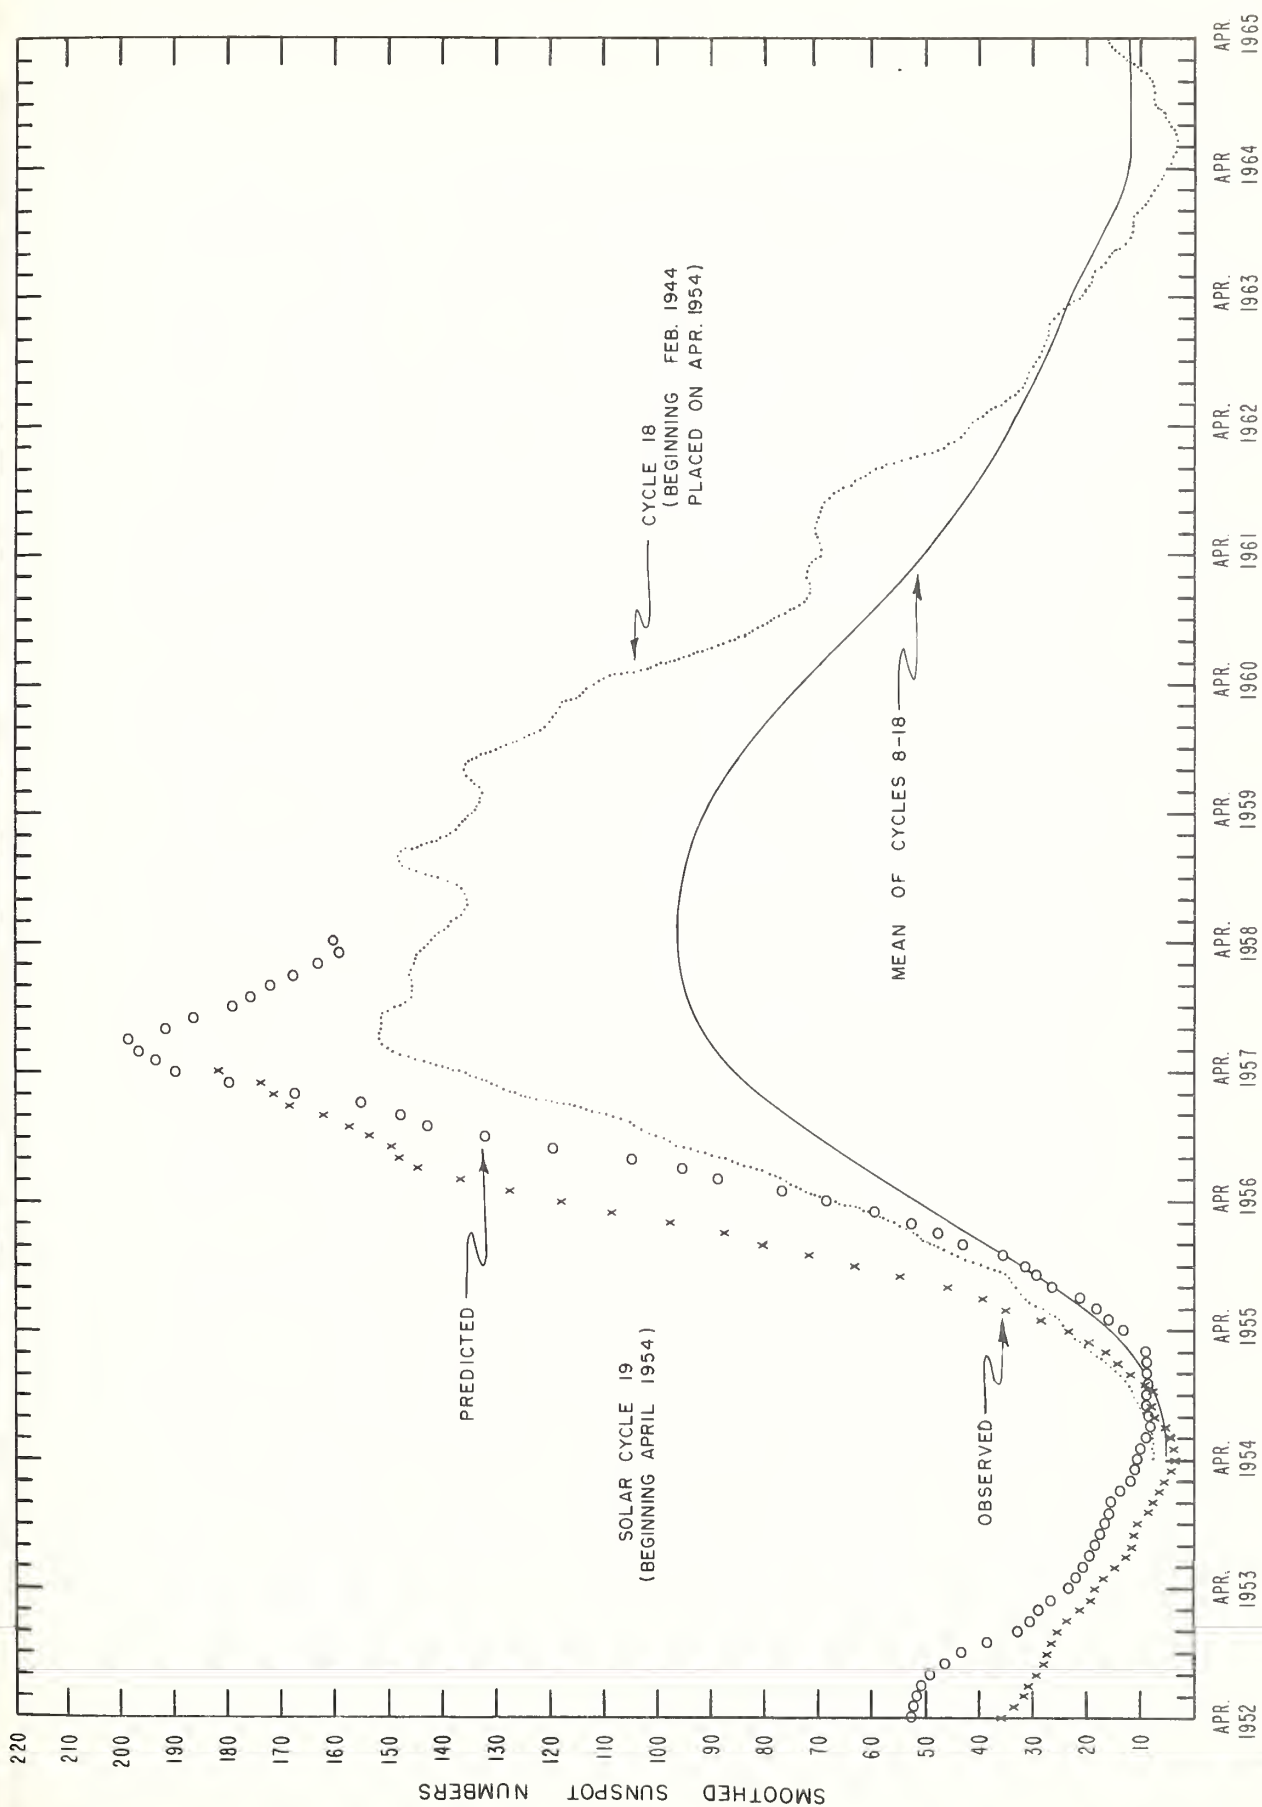 SMOOTHED SUNSPOT NUMBERS
220
210
200
190
180
170
160
150
140
130
120
110
100
90
80
70
60
50
40
30
20
10
PREDICTED
SOLAR CYCLE 19
(BEGINNING APRIL 1954)
OBSERVED
CYCLE 18
(BEGINNING FEB. 1944
PLACED ON APR. 1954)
MEAN OF CYCLES 8-18
APR. 1952
APR. 1953
APR. 1954
APR. 1955
APR 1956
APR. 1957
APR. 1958
APR. 1959
APR. 1960
APR. 1961
APR. 1962
APR. 1963
APR 1964
APR. 1965